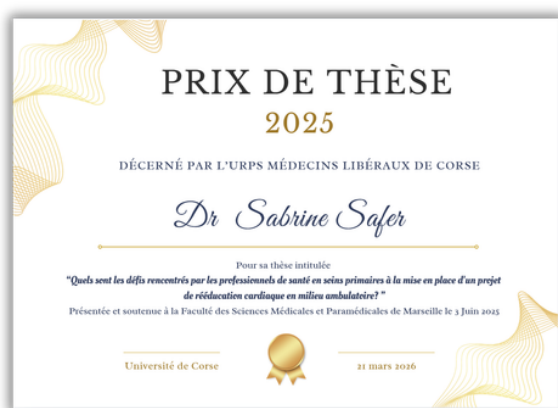 PRIX DE THÈSE
2025
DÉCERNÉ PAR L'URPS MÉDECINS LIBÉRAUX DE CORSE
Dr Sabrine Safer
Pour sa thèse intitulée
"Quels sont les défis rencontrés par les professionnels de santé en soins primaires à la mise en place d'un projet
de rééducation cardiaque en milieu ambulatoire? "
Présentée et soutenue à la Faculté des Sciences Médicales et Paramédicales de Marseille le 3 Juin 2025
Université de Corse
21 mars 2026